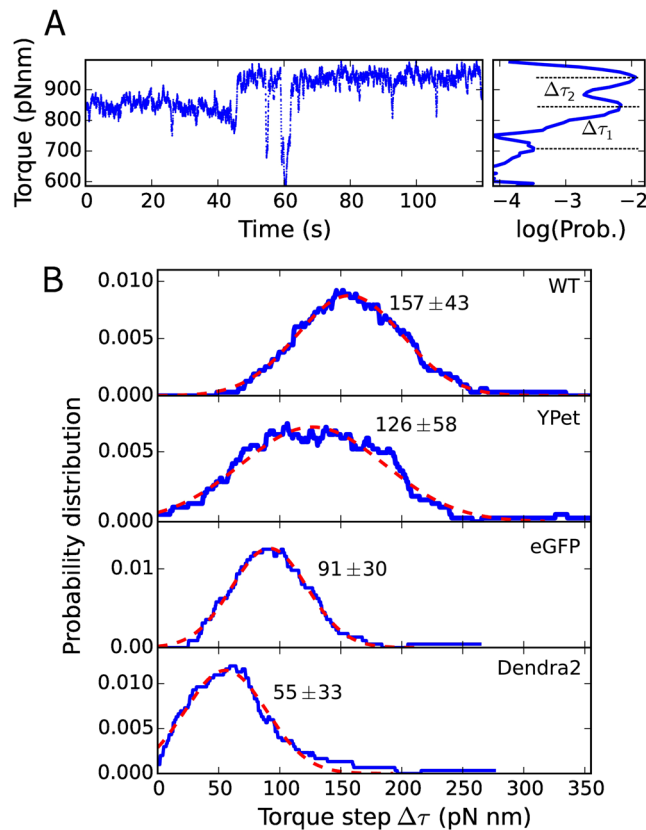 A
Torque (pNnm)
900
800
700
600
0 20 40 60 80 100
Time (s)
Δτ2
Δτ1
−4 −3 −2
log(Prob.)
B
Probability distribution
0.010
0.005
0.000
157±43
WT
0.005
0.000
126±58
YPet
0.01
0.00
91±30
eGFP
0.010
0.005
0.000
55±33
Dendra2
0 50 100 150 200 250 300 350
Torque step Δτ (pN nm)